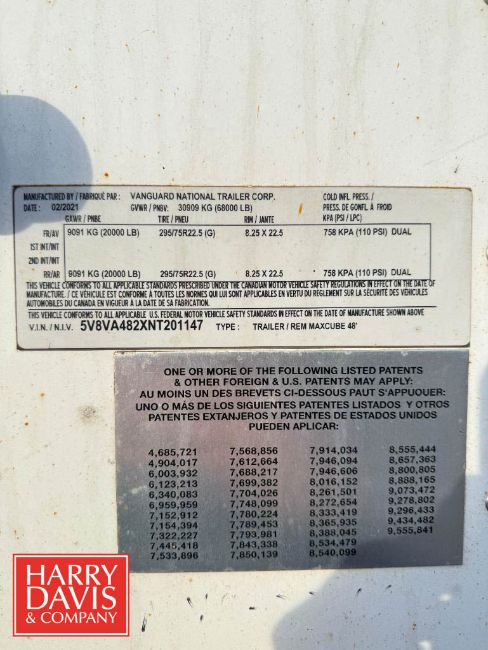 MANUFACTURED BY / FABRIQUÉ PAR : VANGUARD NATIONAL TRAILER CORP.
DATE : 02/2021 GVWR / PNBV: 30909 KG (68000 LB) COLD INFL. PRESS./ PRESS. DE GONFL. À FROID
GAWR / PNBE TIRE / PNEU RIM / JANTE KPA (PSI / LPC)
FR/AV 9091 KG (20000 LB) 295/75R22.5 (G) 8.25 X 22.5 758 KPA (110 PSI) DUAL
1ST INT/INT
2ND INT/INT
RR/AR 9091 KG (20000 LB) 295/75R22.5 (G) 8.25 X 22.5 758 KPA (110 PSI) DUAL
THIS VEHICLE CONFORMS TO ALL APPLICABLE STANDARDS PRESCRIBED UNDER THE CANADIAN MOTOR VEHICLE SAFETY REGULATIONS IN EFFECT ON THE DATE OF
MANUFACTURE / CE VÉHICULE EST CONFORME À TOUTES LES NORMES QUI LUI SONT APPLICABLES EN VERTU DU RÈGLEMENT SUR LA SÉCURITÉ DES VÉHICULES
AUTOMOBILES DU CANADA EN VIGUEUR À LA DATE DE SA FABRICATION.
THIS VEHICLE CONFORMS TO ALL APPLICABLE U.S. FEDERAL MOTOR VEHICLE SAFETY STANDARDS IN EFFECT ON THE DATE OF MANUFACTURE SHOWN ABOVE
V.I.N. / N.I.V. 5V8VA482XNT201147 TYPE : TRAILER / REM MAXCUBE 48'
ONE OR MORE OF THE FOLLOWING LISTED PATENTS
& OTHER FOREIGN & U.S. PATENTS MAY APPLY:
AU MOINS UN DES BREVETS CI-DESSOUS PAUT S'APPUOUER:
UNO O MÁS DE LOS SIGUIENTES PATENTES LISTADOS Y OTROS
PATENTES EXTANJEROS Y PATENTES DE ESTADOS UNIDOS
PUEDEN APLICAR:
4,685,721 7,568,856 7,914,034 8,555,444
4,904,017 7,612,664 7,946,094 8,657,363
6,003,932 7,688,217 7,946,606 8,800,805
6,123,213 7,699,382 8,016,152 8,888,165
6,340,083 7,704,026 8,261,501 9,073,472
6,959,959 7,748,099 8,272,654 9,278,802
7,152,912 7,780,224 8,333,419 9,296,433
7,154,394 7,789,453 8,365,935 9,434,482
7,322,227 7,793,981 8,388,045 9,555,841
7,445,418 7,843,338 8,534,479
7,533,896 7,850,139 8,540,099
HARRY
DAVIS
& COMPANY